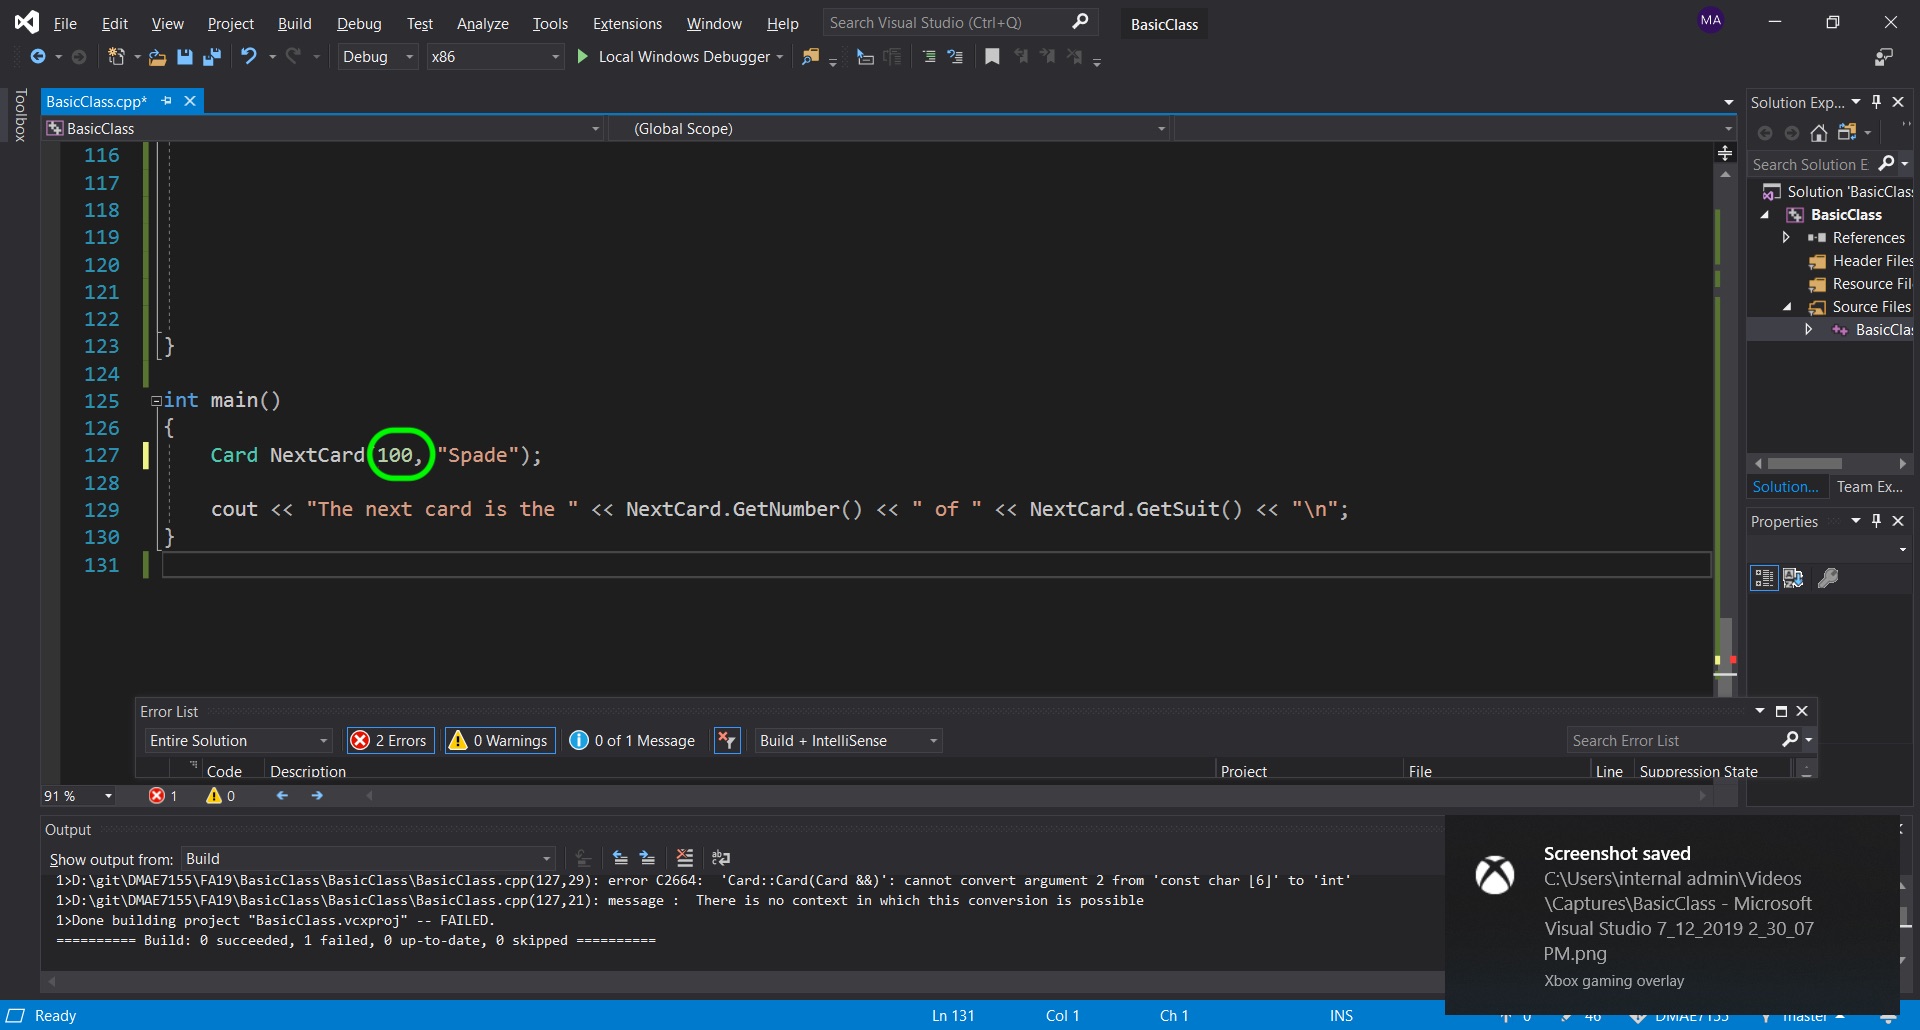 File Edit View Project Build Debug Test Analyze Tools Extensions Window Help Search Visual Studio (Ctrl+Q) BasicClass MA
Debug x86 Local Windows Debugger
Toolbox
BasicClass.cpp*
BasicClass (Global Scope)
116
117
118
119
120
121
122
123 }
124
125 int main()
126 {
127 Card NextCard(100, "Spade");
128
129 cout << "The next card is the " << NextCard.GetNumber() << " of " << NextCard.GetSuit() << "\n";
130 }
131
Solution Exp...
Search Solution E
Solution 'BasicClas
BasicClass
References
Header Files
Resource Fil
Source Files
BasicCla
Solution... Team Ex...
Properties
Error List
Entire Solution 2 Errors 0 Warnings 0 of 1 Message Build + IntelliSense Search Error List
Code Description Project File Line Suppression State
91 % 1 0
Output
Show output from: Build
1>D:\git\DMAE7155\FA19\BasicClass\BasicClass\BasicClass.cpp(127,29): error C2664: 'Card::Card(Card &&)': cannot convert argument 2 from 'const char [6]' to 'int'
1>D:\git\DMAE7155\FA19\BasicClass\BasicClass\BasicClass.cpp(127,21): message : There is no context in which this conversion is possible
1>Done building project "BasicClass.vcxproj" -- FAILED.
========== Build: 0 succeeded, 1 failed, 0 up-to-date, 0 skipped ==========
Screenshot saved
C:\Users\internal admin\Videos
\Captures\BasicClass - Microsoft
Visual Studio 7_12_2019 2_30_07
PM.png
Xbox gaming overlay
Ready Ln 131 Col 1 Ch 1 INS 0 46 DMAE7155 master